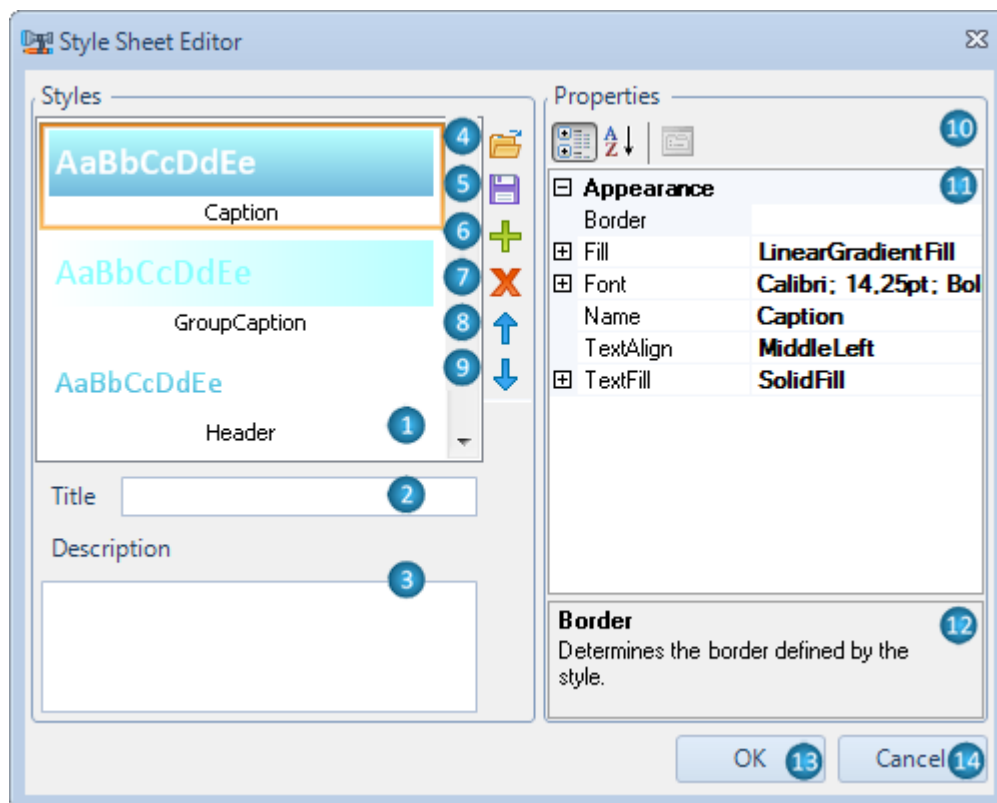 Style Sheet Editor
Styles
AaBbCcDdEe
Caption
AaBbCcDdEe
GroupCaption
AaBbCcDdEe
Header
1
4
5
6
7
8
9
Title
2
Description
3
Properties
A
Z
10
Appearance
11
Border
Fill LinearGradientFill
Font Calibri; 14,25pt; Bol
Name Caption
TextAlign MiddleLeft
TextFill SolidFill
Border
12
Determines the border defined by the
style.
OK
13
Cancel
14